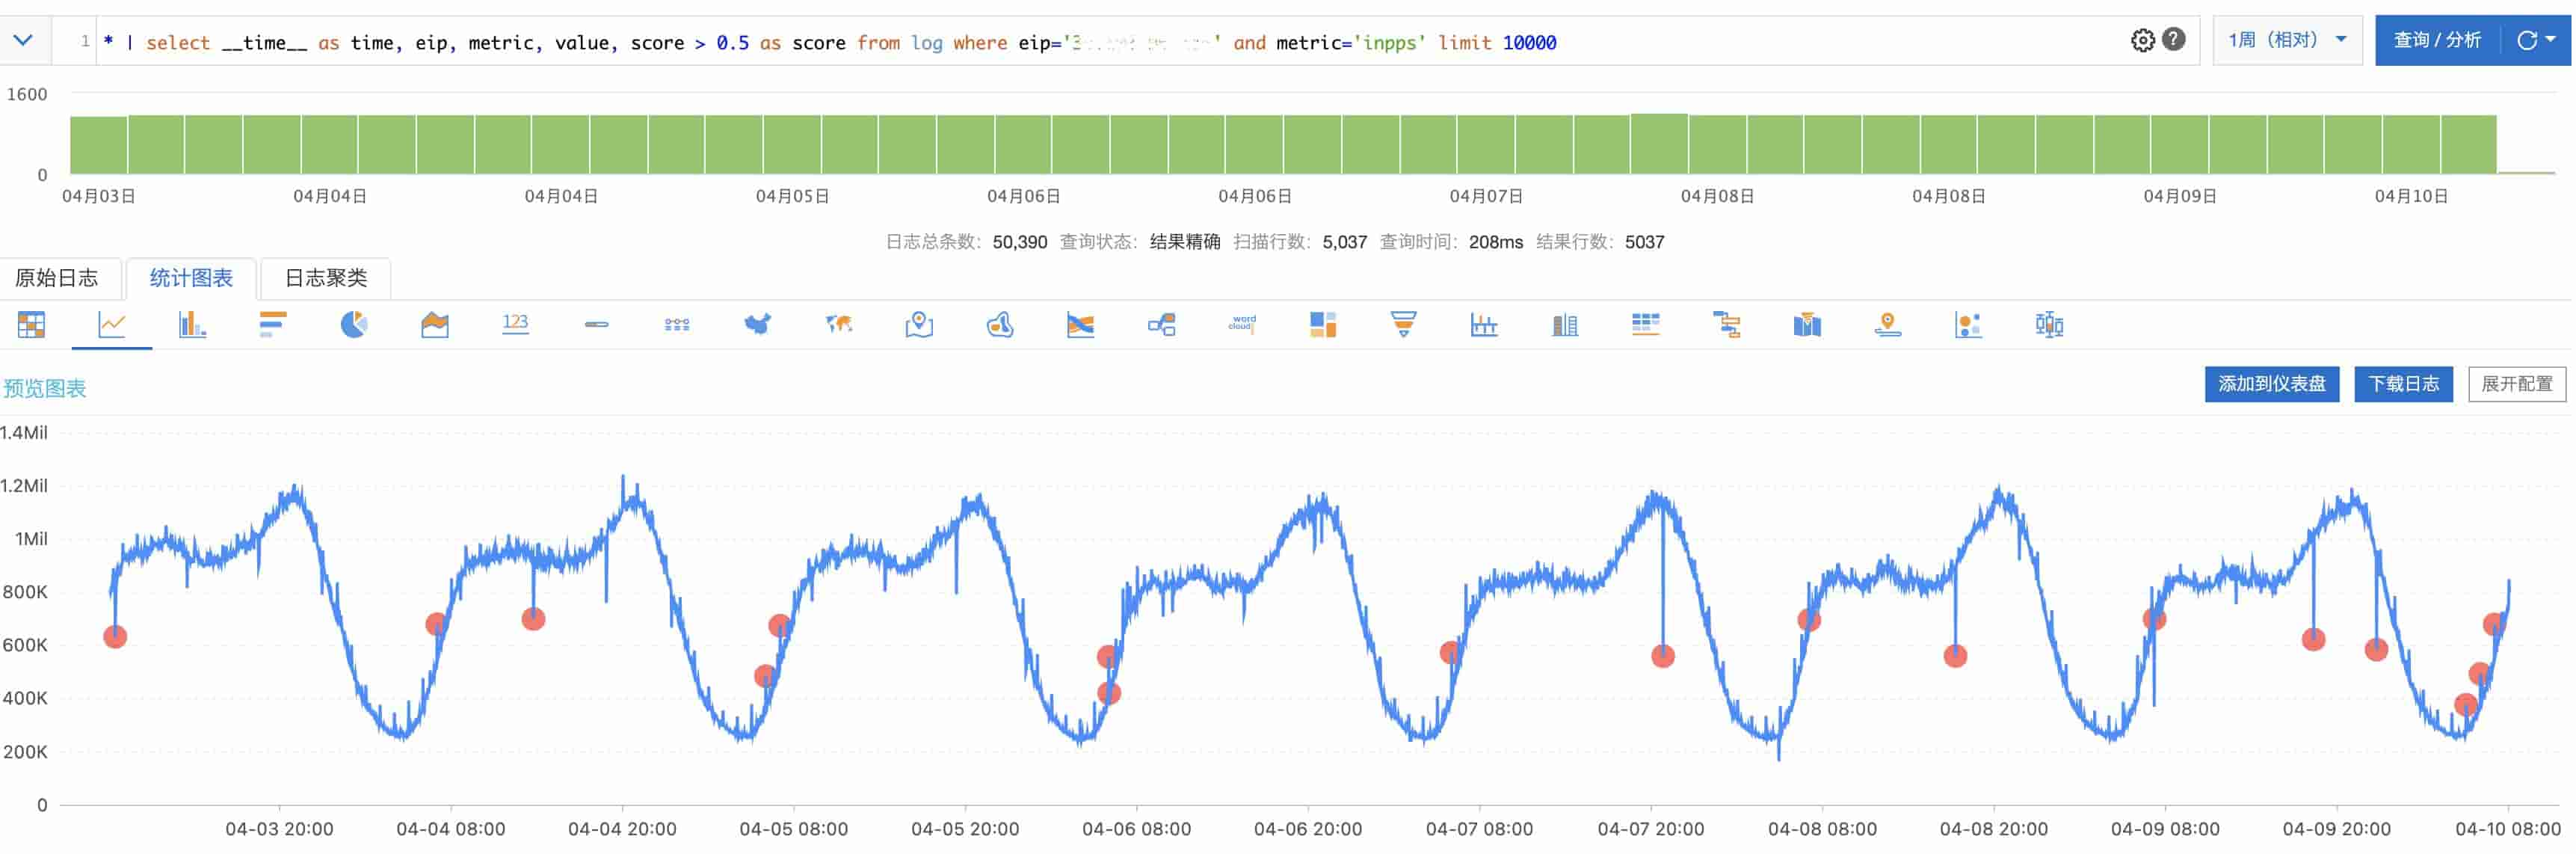 1 * | select __time__ as time, eip, metric, value, score > 0.5 as score from log where eip=' ' and metric='inpps' limit 10000
1周（相对）
查询 / 分析
1600
0
04月03日 04月04日 04月04日 04月05日 04月06日 04月06日 04月07日 04月08日 04月08日 04月09日 04月10日
日志总条数: 50,390 查询状态: 结果精确 扫描行数: 5,037 查询时间: 208ms 结果行数: 5037
原始日志 统计图表 日志聚类
123
word
cloud
预览图表 添加到仪表盘 下载日志 展开配置
1.4Mil
1.2Mil
1Mil
800K
600K
400K
200K
0
04-03 20:00 04-04 08:00 04-04 20:00 04-05 08:00 04-05 20:00 04-06 08:00 04-06 20:00 04-07 08:00 04-07 20:00 04-08 08:00 04-08 20:00 04-09 08:00 04-09 20:00 04-10 08:00